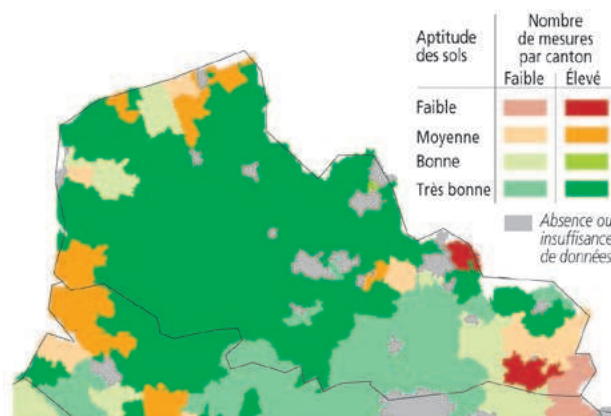 Aptitude
des sols
Nombre
de mesures
par canton
Faible Élevé
Faible
Moyenne
Bonne
Très bonne
Absence ou
insuffisance
de données